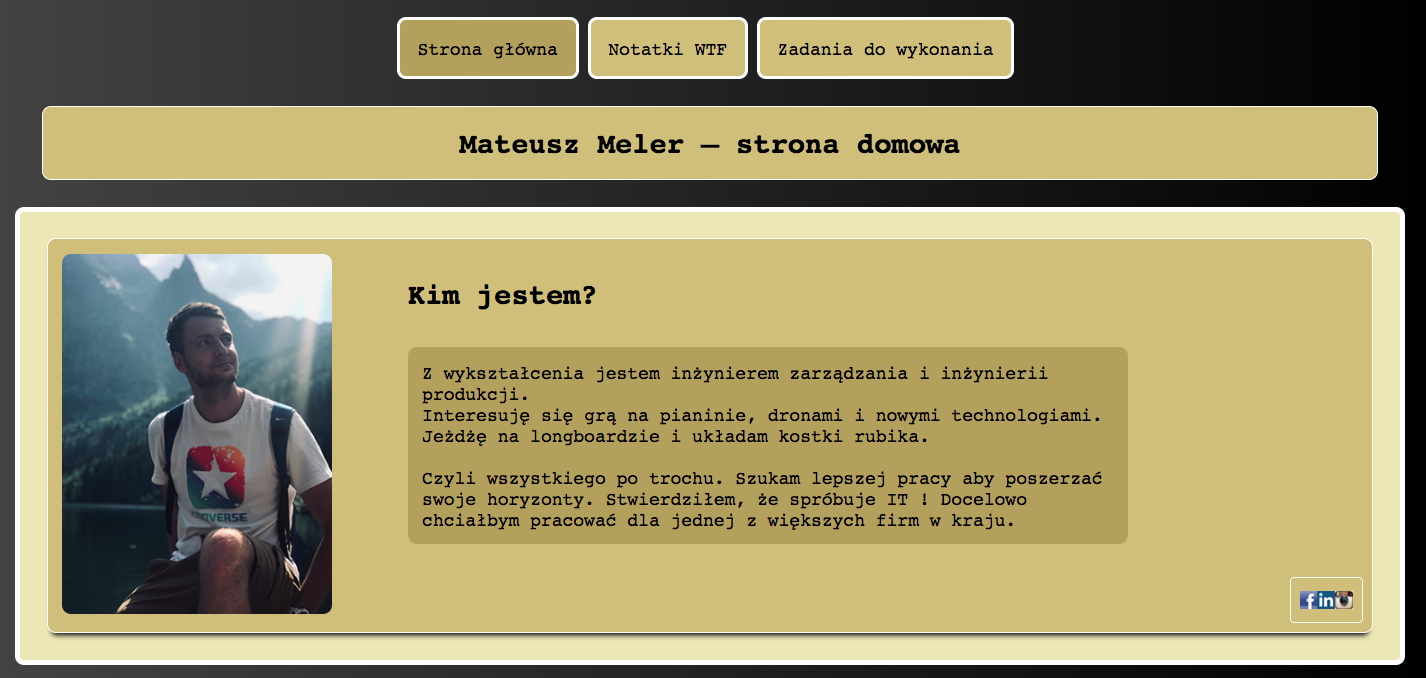 Strona główna
Notatki WTF
Zadania do wykonania
Mateusz Meler – strona domowa
Kim jestem?
Z wykształcenia jestem inżynierem zarządzania i inżynierii
produkcji.
Interesuję się grą na pianinie, dronami i nowymi technologiami.
Jeżdżę na longboardzie i układam kostki rubika.
Czyli wszystkiego po trochu. Szukam lepszej pracy aby poszerzać
swoje horyzonty. Stwierdziłem, że spróbuje IT ! Docelowo
chciałbym pracować dla jednej z większych firm w kraju.
f in